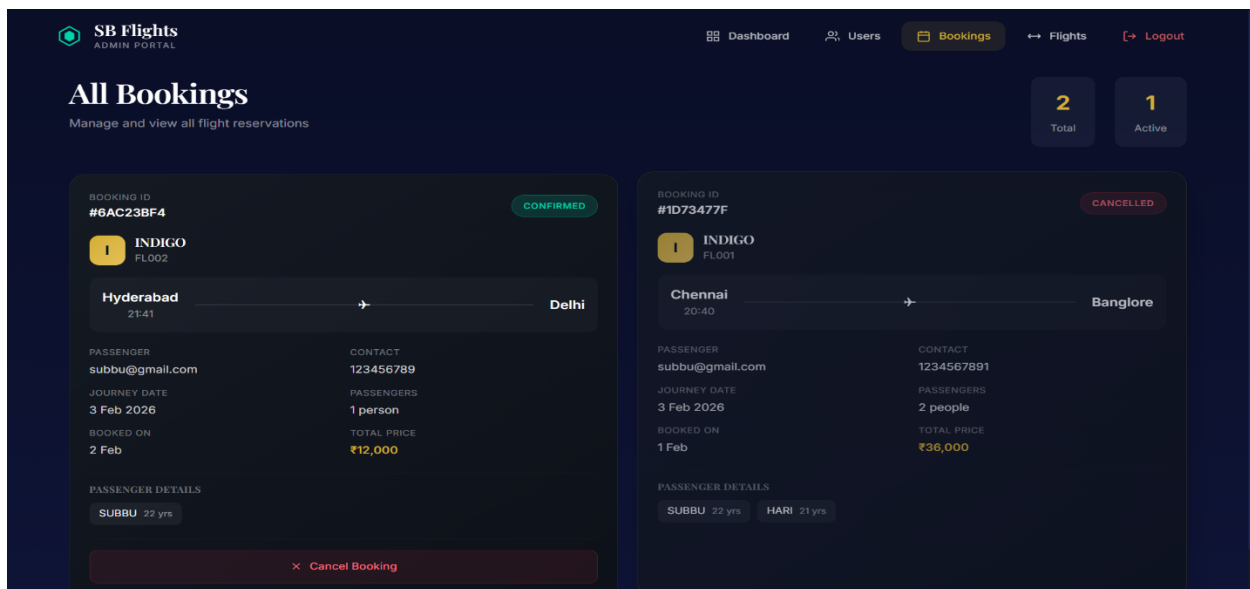 SB Flights
ADMIN PORTAL
Dashboard
Users
Bookings
Flights
Logout
All Bookings
Manage and view all flight reservations
2
Total
1
Active
BOOKING ID
#6AC23BF4
CONFIRMED
I
INDIGO
FL002
Hyderabad
21:41
Delhi
PASSENGER
subbu@gmail.com
CONTACT
123456789
JOURNEY DATE
3 Feb 2026
PASSENGERS
1 person
BOOKED ON
2 Feb
TOTAL PRICE
₹12,000
PASSENGER DETAILS
SUBBU 22 yrs
Cancel Booking
BOOKING ID
#1D73477F
CANCELLED
I
INDIGO
FL001
Chennai
20:40
Banglore
PASSENGER
subbu@gmail.com
CONTACT
1234567891
JOURNEY DATE
3 Feb 2026
PASSENGERS
2 people
BOOKED ON
1 Feb
TOTAL PRICE
₹36,000
PASSENGER DETAILS
SUBBU 22 yrs
HARI 21 yrs